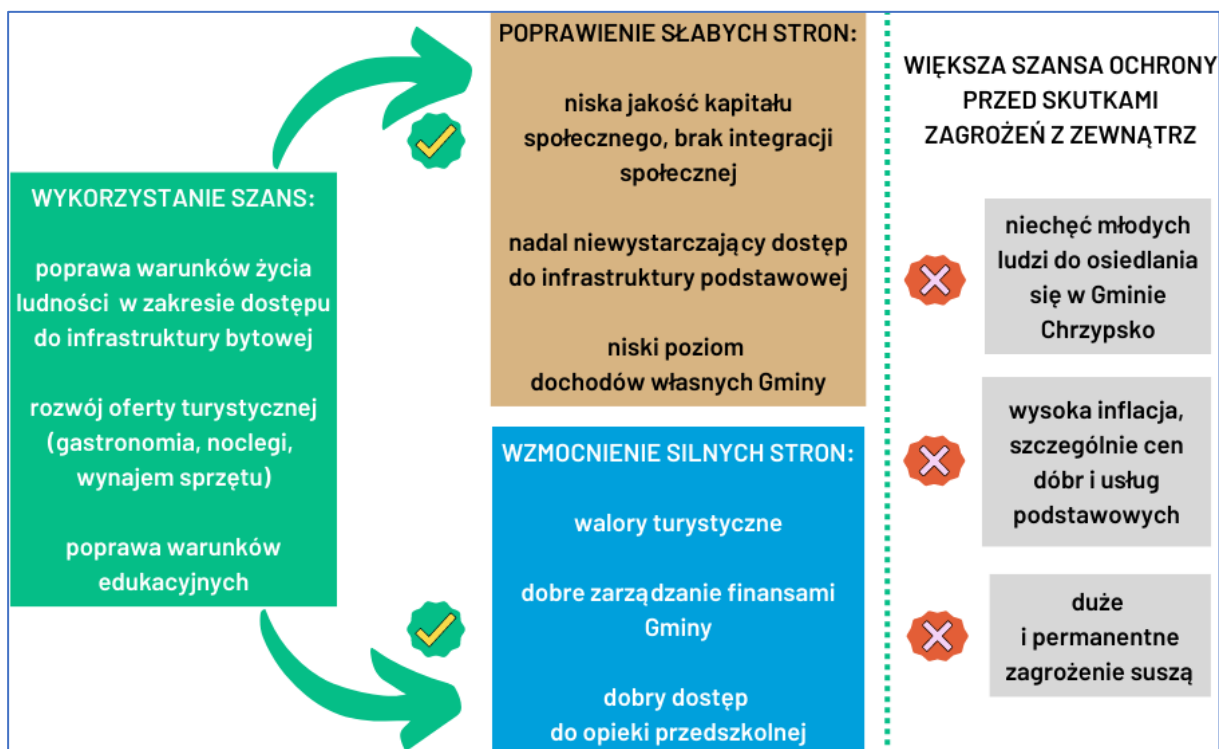 WYKORZYSTANIE SZANS:
poprawa warunków życia
ludności w zakresie dostępu
do infrastruktury bytowej
rozwój oferty turystycznej
(gastronomia, noclegi,
wynajem sprzętu)
poprawa warunków
edukacyjnych
POPRAWIENIE SŁABYCH STRON:
niska jakość kapitału
społecznego, brak integracji
społecznej
nadal niewystarczający dostęp
do infrastruktury podstawowej
niski poziom
dochodów własnych Gminy
WZMOCNIENIE SILNYCH STRON:
walory turystyczne
dobre zarządzanie finansami
Gminy
dobry dostęp
do opieki przedszkolnej
WIĘKSZA SZANSA OCHRONY
PRZED SKUTKAMI
ZAGROŻEŃ Z ZEWNĄTRZ
niechęć młodych
ludzi do osiedlania
się w Gminie
Chrzypsko
wysoka inflacja,
szczególnie cen
dóbr i usług
podstawowych
duże
i permanentne
zagrożenie suszą